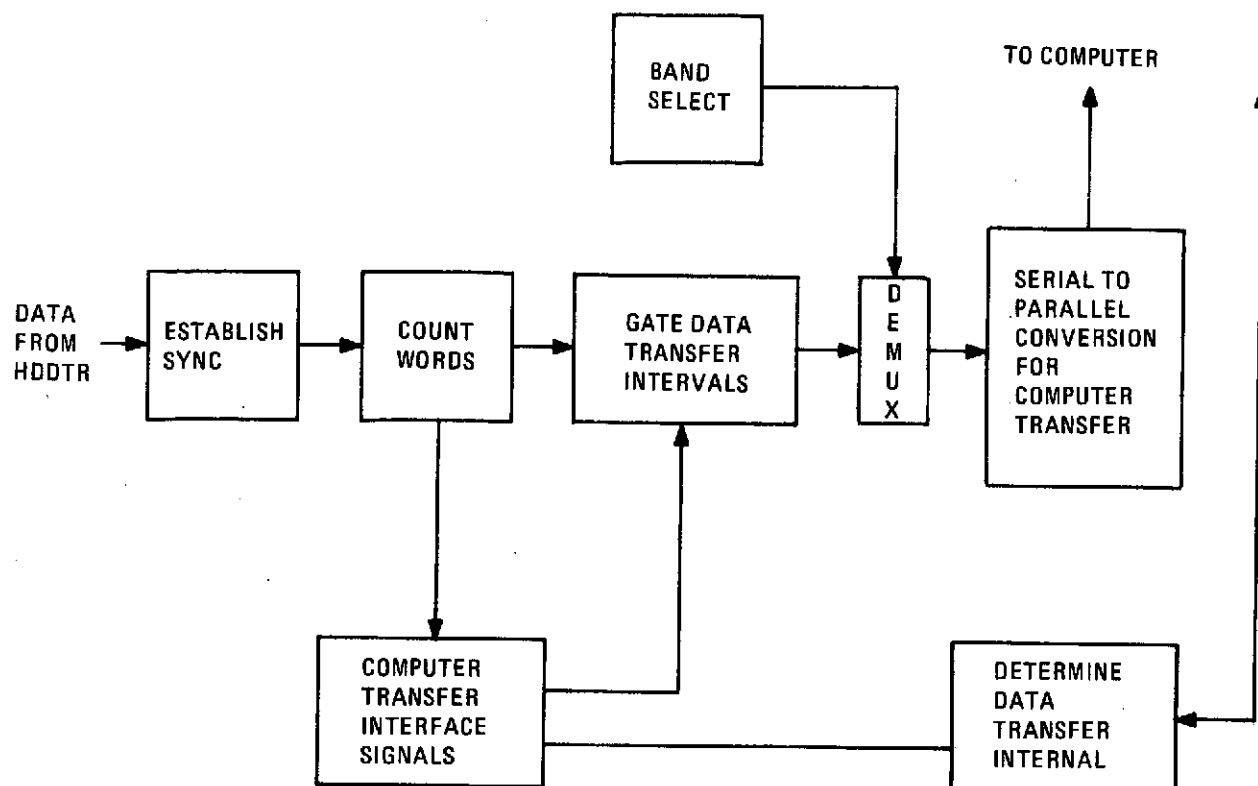 BAND
SELECT
TO COMPUTER
DATA
FROM
HDDTR
ESTABLISH
SYNC
COUNT
WORDS
GATE DATA
TRANSFER
INTERVALS
D
E
M
U
X
SERIAL TO
PARALLEL
CONVERSION
FOR
COMPUTER
TRANSFER
COMPUTER
TRANSFER
INTERFACE
SIGNALS
DETERMINE
DATA
TRANSFER
INTERNAL